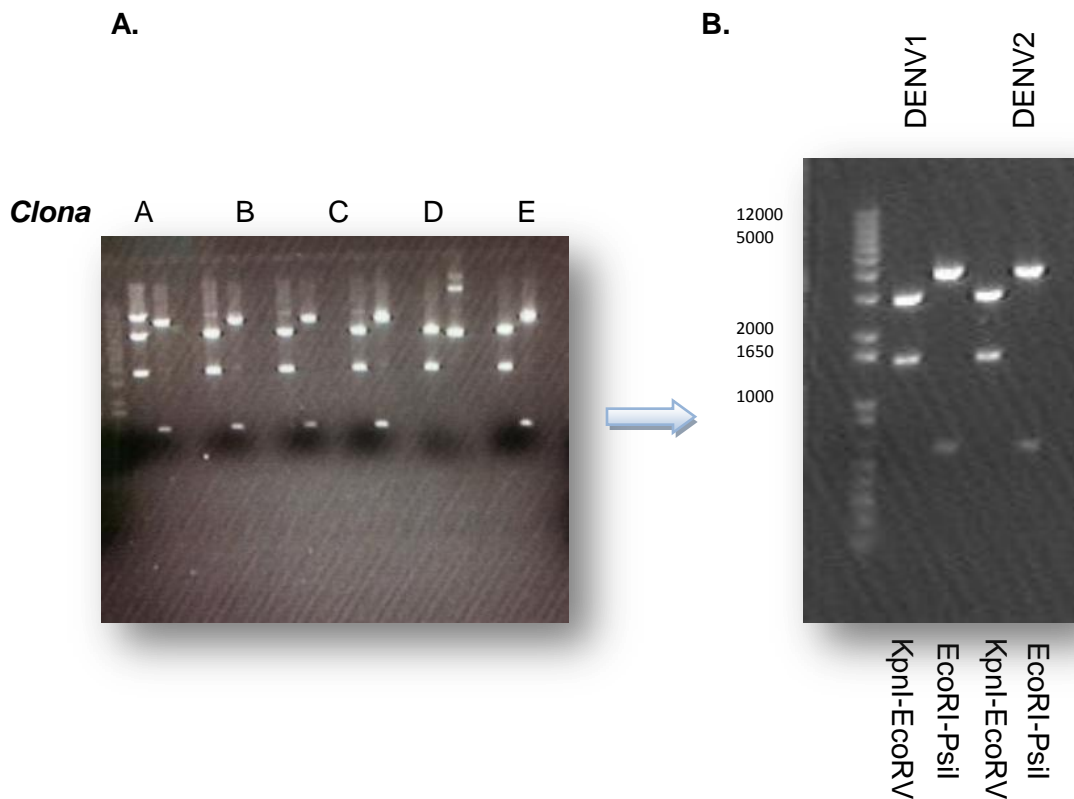 A.
B.
DENV1
DENV2
Clona A B C D E
12000
5000
2000
1650
1000
KpnI-EcoRV
EcoRI-PsiI
KpnI-EcoRV
EcoRI-PsiI